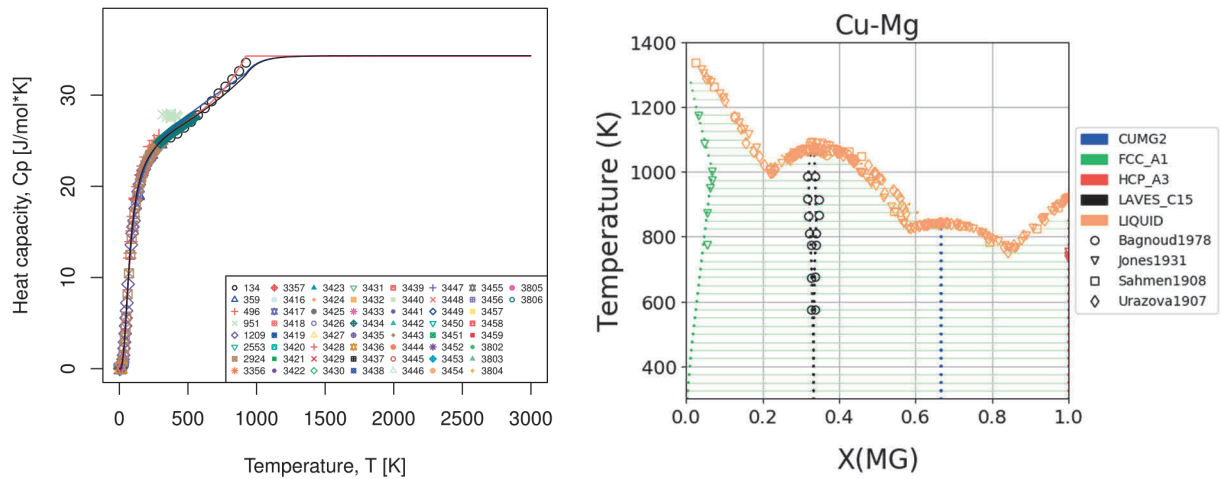 Heat capacity, Cp [J/mol*K]
30
20
10
0
0 500 1000 1500 2000 2500 3000
Temperature, T [K]
134 3357 3423 3431 3439 3447 3455 3805
359 3416 3424 3432 3440 3448 3456 3806
496 3417 3425 3433 3441 3449 3457
951 3418 3426 3434 3442 3450 3458
1209 3419 3427 3435 3443 3451 3459
2553 3420 3428 3436 3444 3452 3802
2924 3421 3429 3437 3445 3453 3803
3356 3422 3430 3438 3446 3454 3804
Cu-Mg
Temperature (K)
1400
1200
1000
800
600
400
0.0 0.2 0.4 0.6 0.8 1.0
X(MG)
CUMG2
FCC_A1
HCP_A3
LAVES_C15
LIQUID
Bagnoud1978
Jones1931
Sahmen1908
Urazova1907